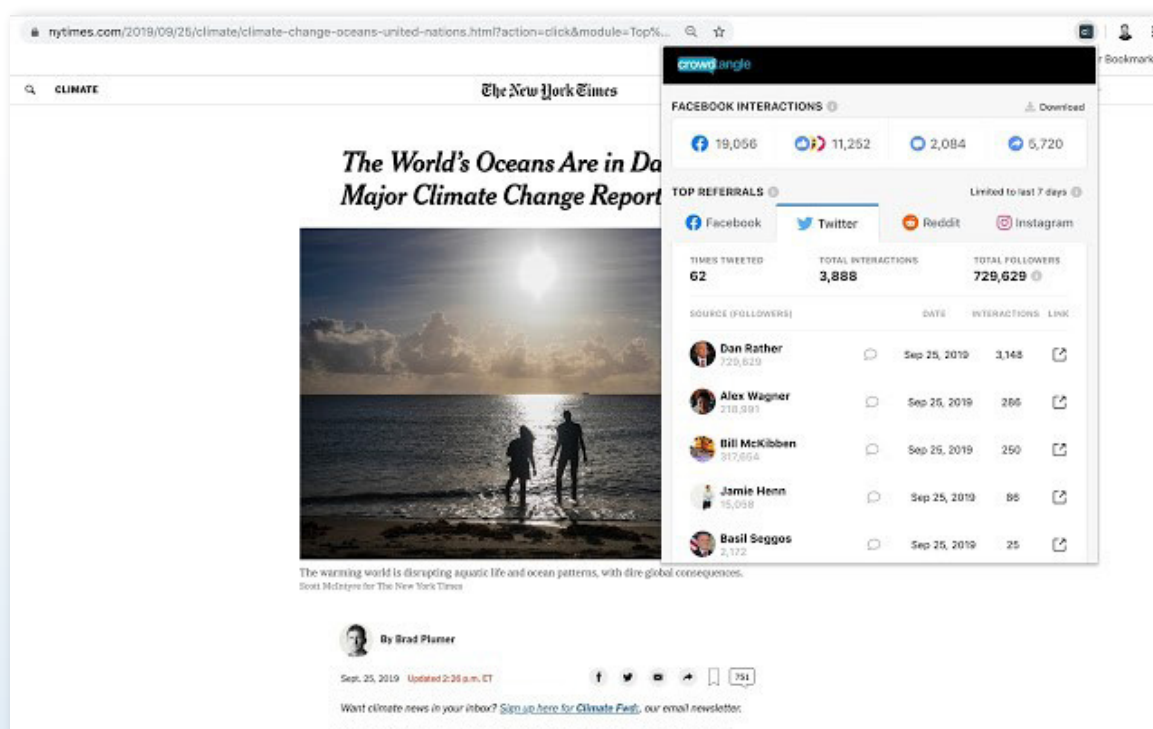 nytimes.com/2019/09/25/climate/climate-change-oceans-united-nations.html?action=click&module=Top%...
r Bookmark
CLIMATE
The New York Times
The World's Oceans Are in Da
Major Climate Change Report
crowdtangle
FACEBOOK INTERACTIONS
Download
19,056 11,252 2,084 5,720
TOP REFERRALS
Limited to last 7 days
Facebook Twitter Reddit Instagram
TIMES TWEETED TOTAL INTERACTIONS TOTAL FOLLOWERS
62 3,888 729,629
SOURCE (FOLLOWERS) DATE INTERACTIONS LINK
Dan Rather Sep 25, 2019 3,148
729,629
Alex Wagner Sep 25, 2019 286
218,991
Bill McKibben Sep 25, 2019 250
317,664
Jamie Henn Sep 25, 2019 86
15,058
Basil Seggos Sep 25, 2019 25
2,172
The warming world is disrupting aquatic life and ocean patterns, with dire global consequences.
Scott McIntyre for The New York Times
By Brad Plumer
Sept. 25, 2019 Updated 2:26 p.m. ET
751
Want climate news in your inbox? Sign up here for Climate Fwd:, our email newsletter.